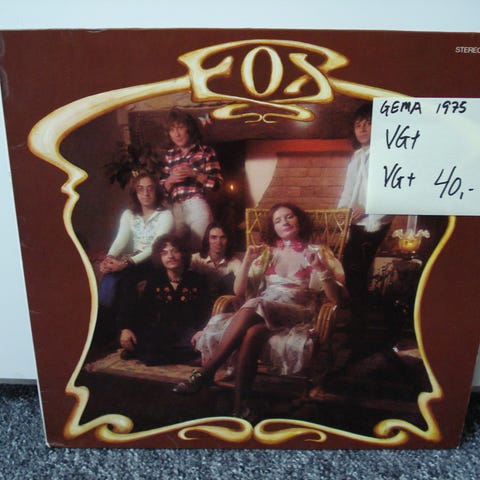 FOX
STEREO
GEMA 1975
VG+
VG+ 40,-